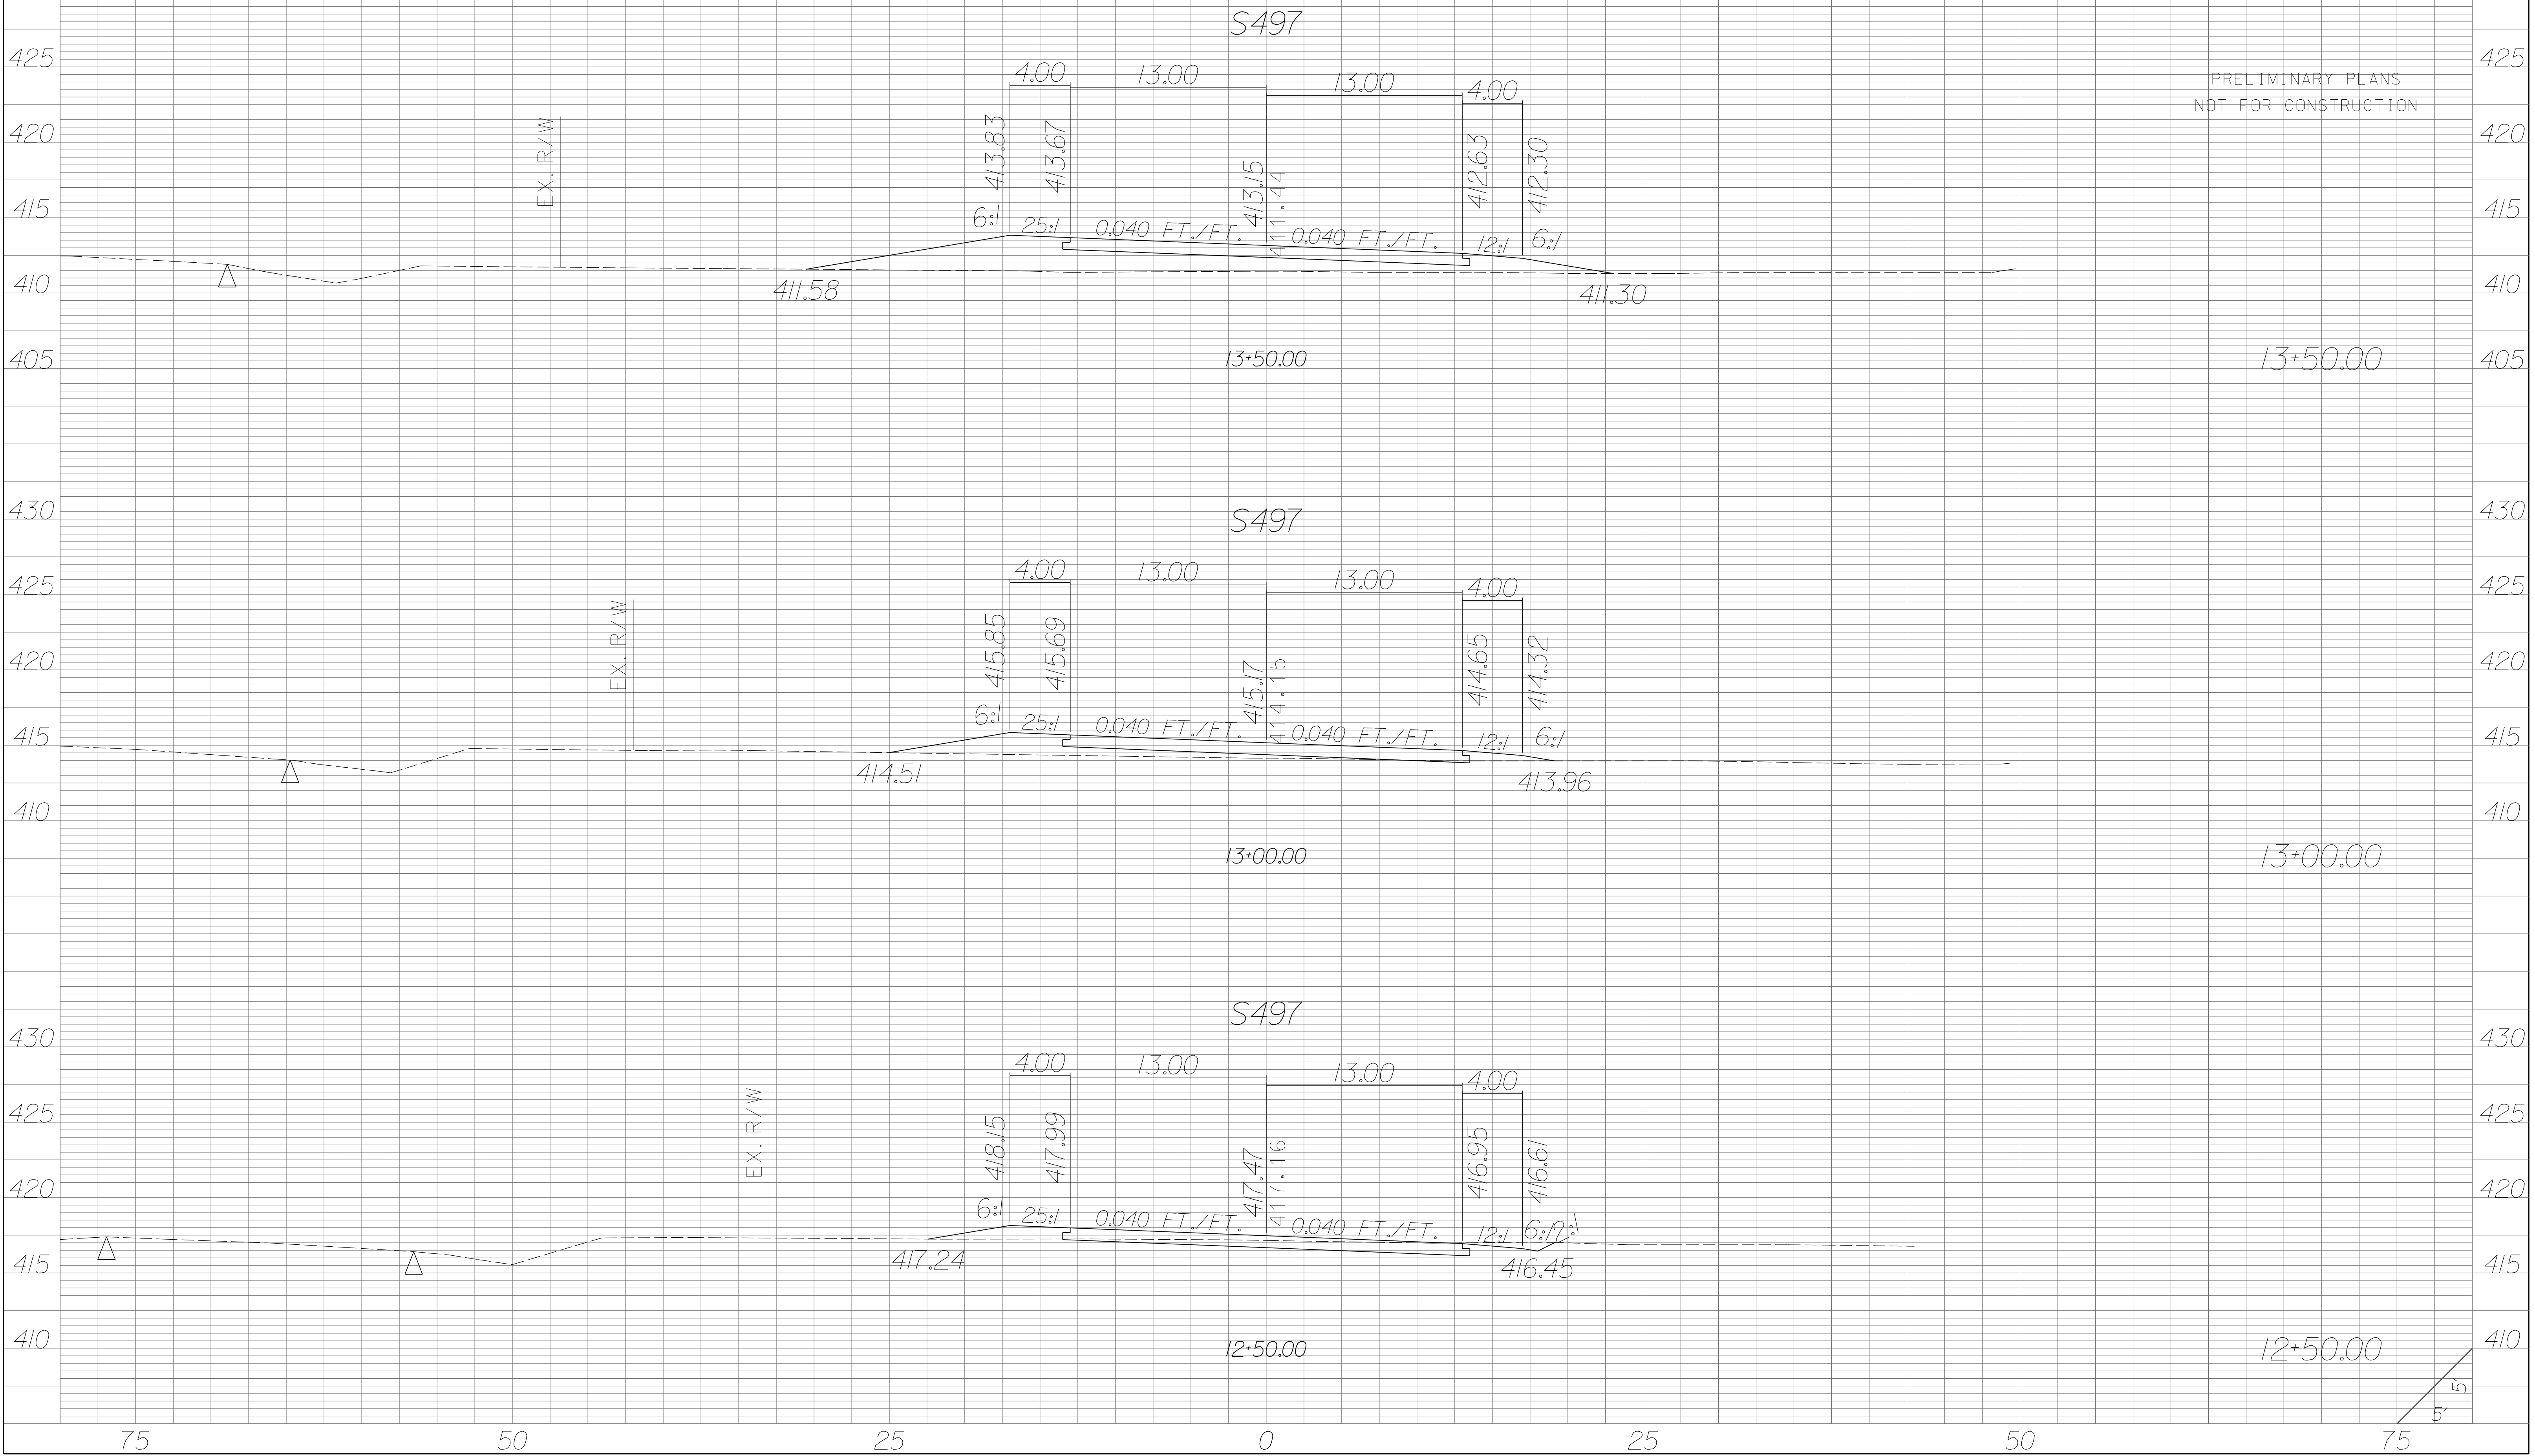 S497
425 425
4.00 13.00 13.00 4.00
PRELIMINARY PLANS
NOT FOR CONSTRUCTION
420 420
EX. R/W
413.83 413.67 413.15 411.44 412.63 412.30
415 415
6:1 25:1 0.040 FT./FT. 0.040 FT./FT. 12:1 6:1
410 410
411.58 411.30
405 13+50.00 13+50.00 405
430 S497 430
425 4.00 13.00 13.00 4.00 425
EX. R/W
415.85 415.69 415.17 414.15 414.65 414.32
420 420
6:1 25:1 0.040 FT./FT. 0.040 FT./FT. 12:1 6:1
415 415
414.51 413.96
410 410
13+00.00 13+00.00
S497
430 430
4.00 13.00 13.00 4.00
425 425
EX. R/W
418.15 417.99 417.47 417.16 416.95 416.61
420 420
6:1 25:1 0.040 FT./FT. 0.040 FT./FT. 12:1 6:1 2:1
415 417.24 416.45 415
410 12+50.00 12+50.00 410
5'
5'
75 50 25 0 25 50 75